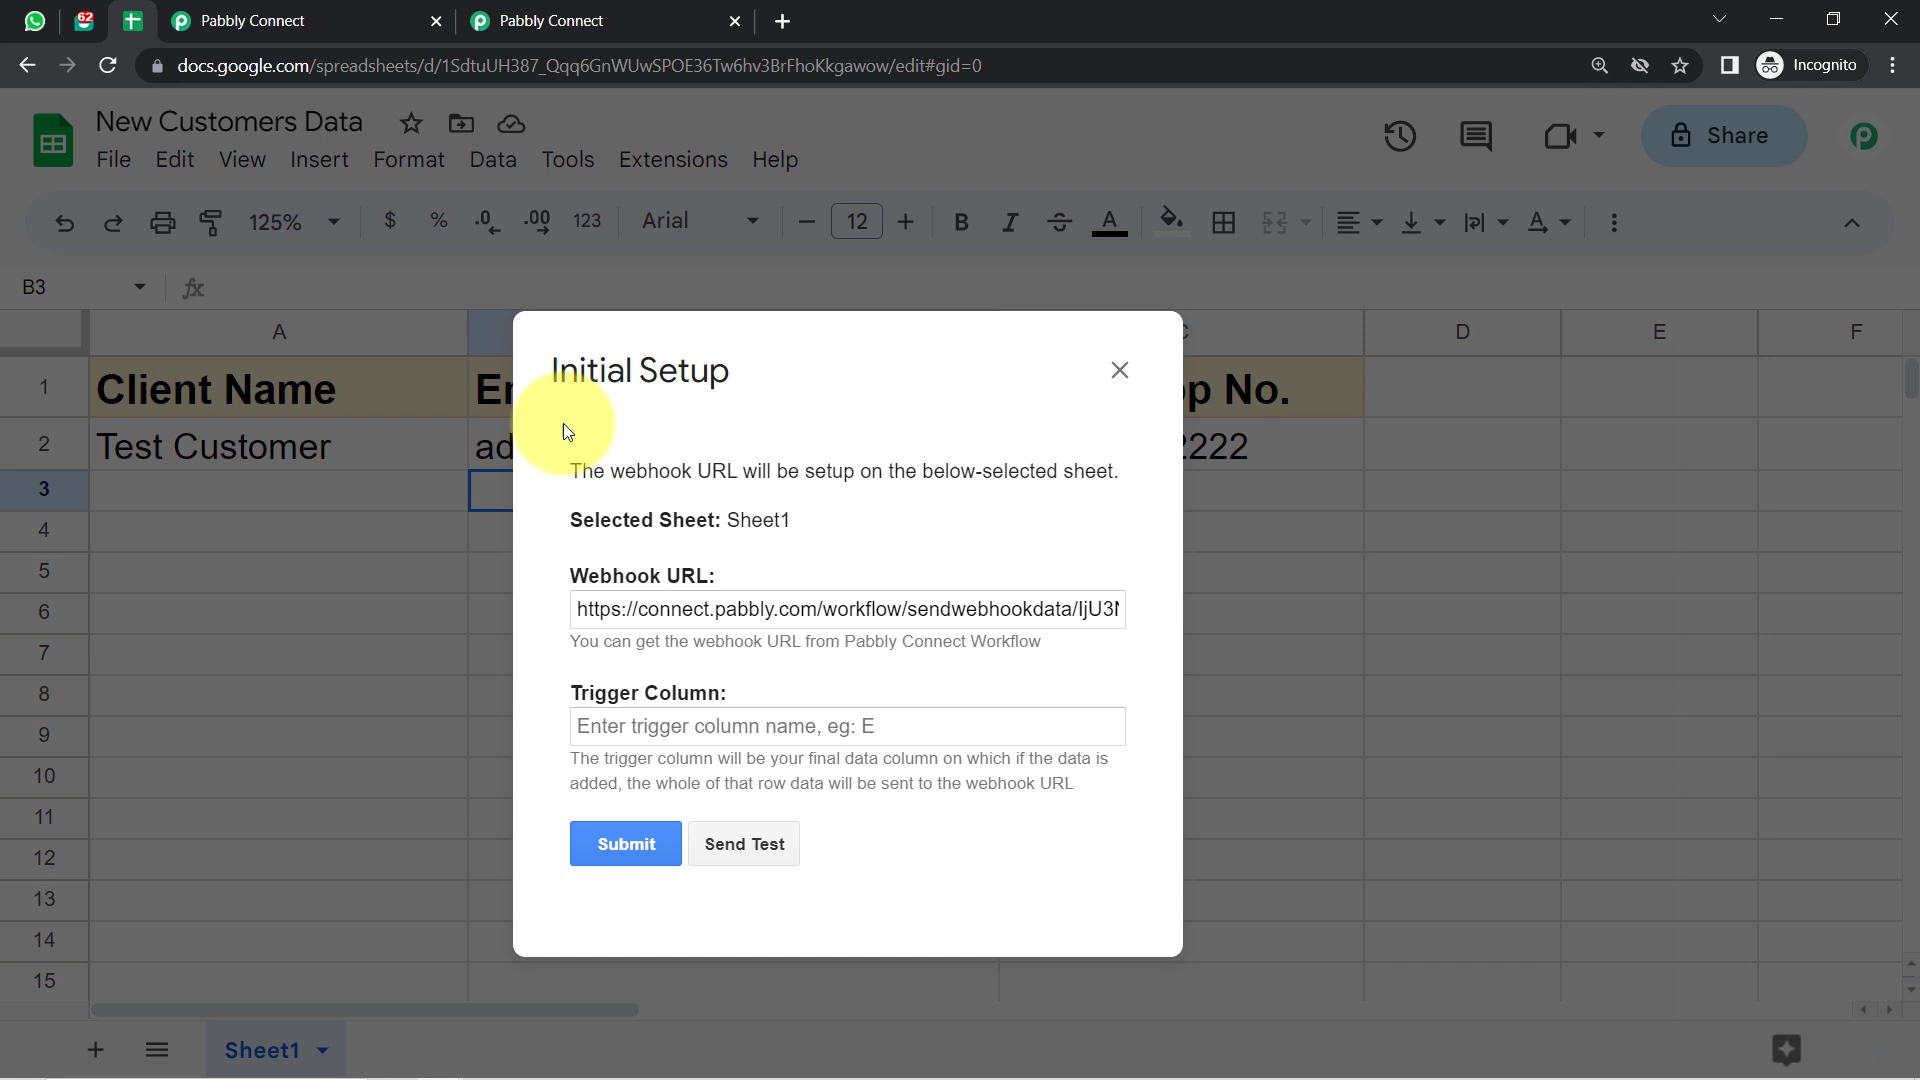 62
Pabbly Connect
Pabbly Connect
docs.google.com/spreadsheets/d/1SdtuUH387_Qqq6GnWUwSPOE36Tw6hv3BrFhoKkgawow/edit#gid=0
Incognito
New Customers Data
File Edit View Insert Format Data Tools Extensions Help
Share
125% $ % .0 .00 123 Arial 12 B I A A
B3 fx
A C D E F
1 Client Name p No.
2 Test Customer ad 2222
3
4
5
6
7
8
9
10
11
12
13
14
15
Initial Setup
The webhook URL will be setup on the below-selected sheet.
Selected Sheet: Sheet1
Webhook URL:
https://connect.pabbly.com/workflow/sendwebhookdata/IjU3
You can get the webhook URL from Pabbly Connect Workflow
Trigger Column:
Enter trigger column name, eg: E
The trigger column will be your final data column on which if the data is
added, the whole of that row data will be sent to the webhook URL
Submit Send Test
Sheet1